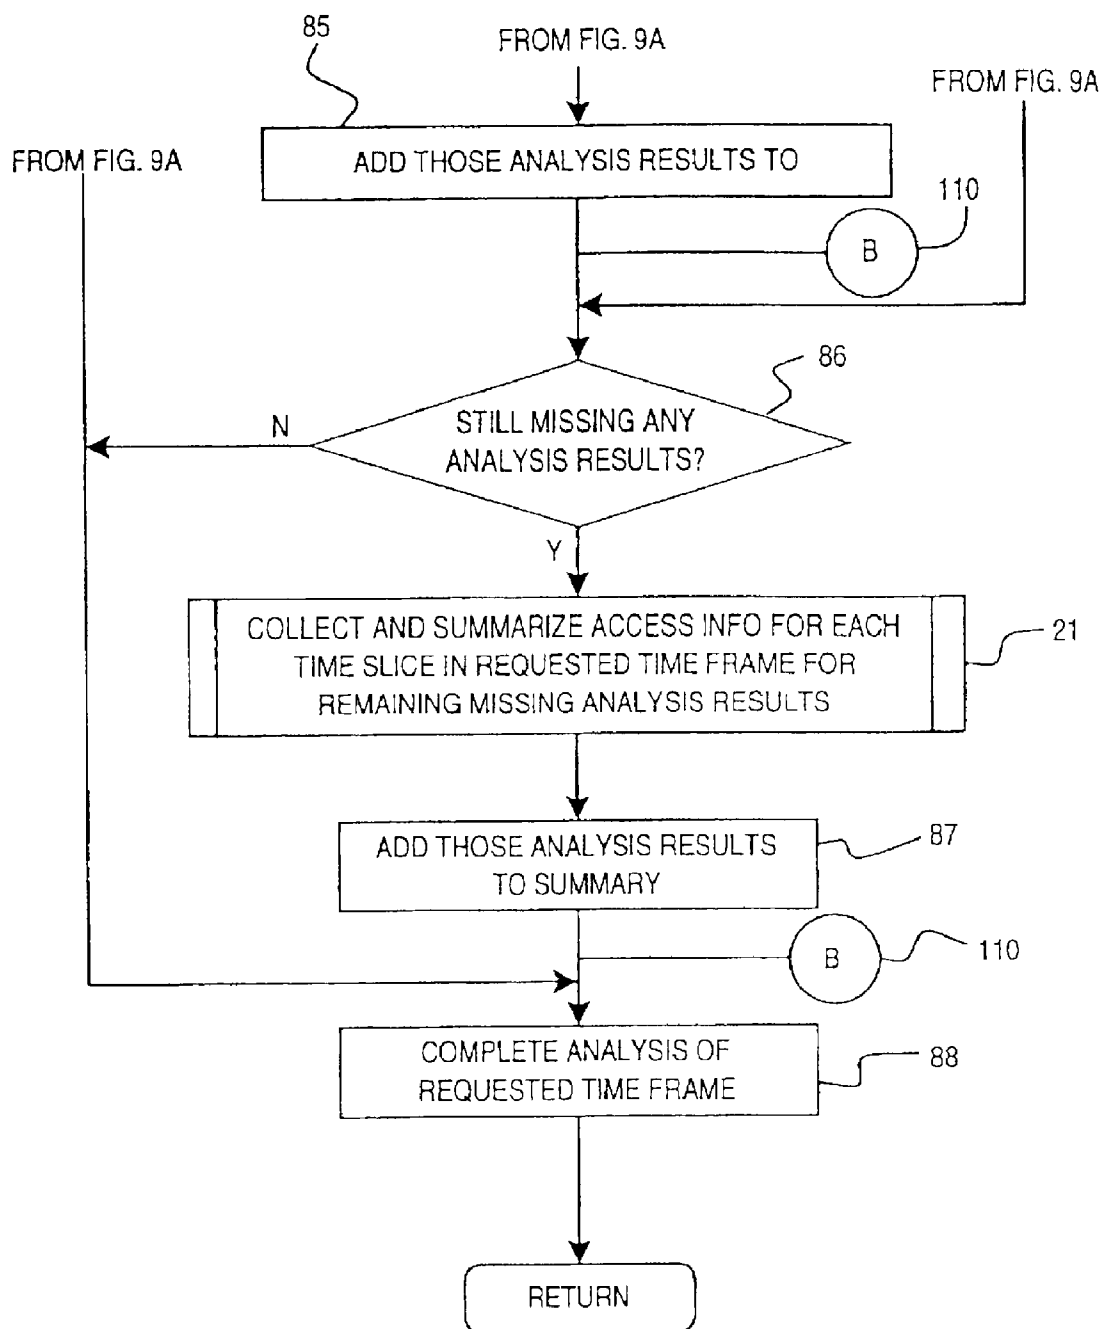 85
FROM FIG. 9A
FROM FIG. 9A
FROM FIG. 9A
ADD THOSE ANALYSIS RESULTS TO
110
B
86
STILL MISSING ANY
ANALYSIS RESULTS?
N
Y
COLLECT AND SUMMARIZE ACCESS INFO FOR EACH
TIME SLICE IN REQUESTED TIME FRAME FOR
REMAINING MISSING ANALYSIS RESULTS
21
ADD THOSE ANALYSIS RESULTS
TO SUMMARY
87
B
110
COMPLETE ANALYSIS OF
REQUESTED TIME FRAME
88
RETURN